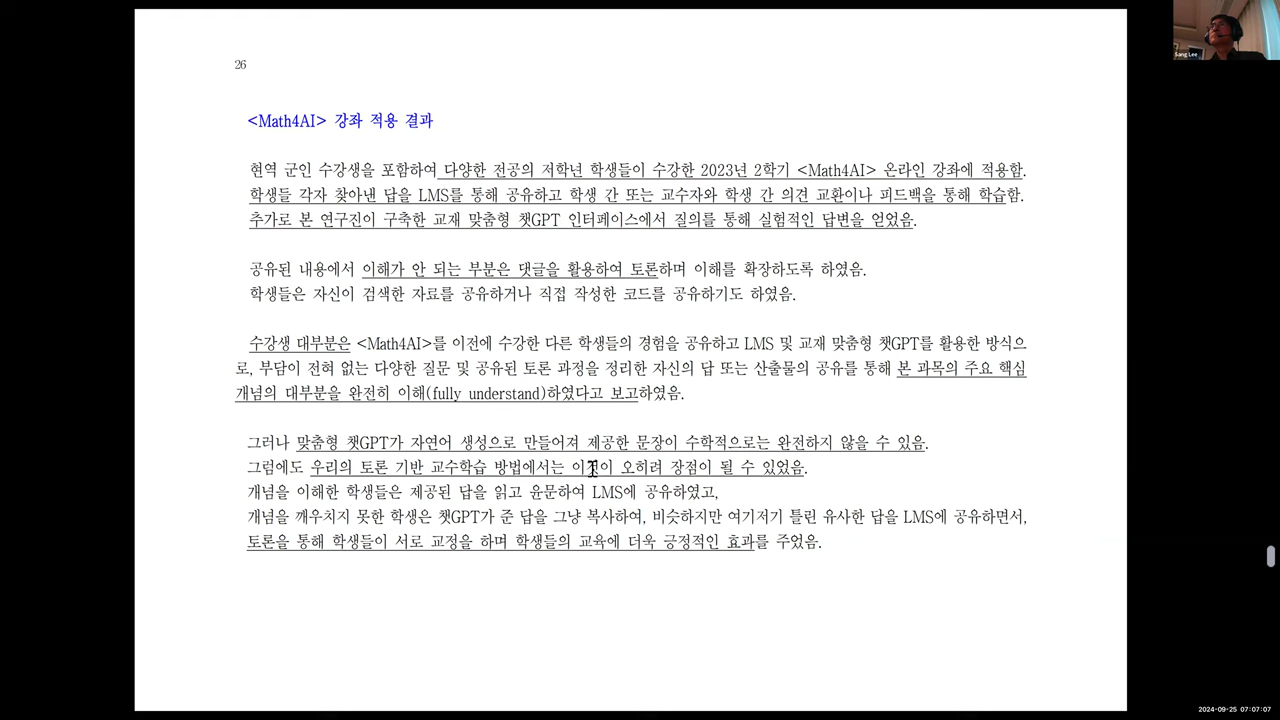 Sang Lee
26
<Math4AI> 강좌 적용 결과
현역 군인 수강생을 포함하여 다양한 전공의 저학년 학생들이 수강한 2023년 2학기 <Math4AI> 온라인 강좌에 적용함.
학생들 각자 찾아낸 답을 LMS를 통해 공유하고 학생 간 또는 교수자와 학생 간 의견 교환이나 피드백을 통해 학습함.
추가로 본 연구진이 구축한 교재 맞춤형 챗GPT 인터페이스에서 질의를 통해 실험적인 답변을 얻었음.
공유된 내용에서 이해가 안 되는 부분은 댓글을 활용하여 토론하며 이해를 확장하도록 하였음.
학생들은 자신이 검색한 자료를 공유하거나 직접 작성한 코드를 공유하기도 하였음.
수강생 대부분은 <Math4AI>를 이전에 수강한 다른 학생들의 경험을 공유하고 LMS 및 교재 맞춤형 챗GPT를 활용한 방식으
로, 부담이 전혀 없는 다양한 질문 및 공유된 토론 과정을 정리한 자신의 답 또는 산출물의 공유를 통해 본 과목의 주요 핵심
개념의 대부분을 완전히 이해(fully understand)하였다고 보고하였음.
그러나 맞춤형 챗GPT가 자연어 생성으로 만들어져 제공한 문장이 수학적으로는 완전하지 않을 수 있음.
그럼에도 우리의 토론 기반 교수학습 방법에서는 이것이 오히려 장점이 될 수 있었음.
개념을 이해한 학생들은 제공된 답을 읽고 윤문하여 LMS에 공유하였고,
개념을 깨우치지 못한 학생은 챗GPT가 준 답을 그냥 복사하여, 비슷하지만 여기저기 틀린 유사한 답을 LMS에 공유하면서,
토론을 통해 학생들이 서로 교정을 하며 학생들의 교육에 더욱 긍정적인 효과를 주었음.
2024-09-25 07:07:07